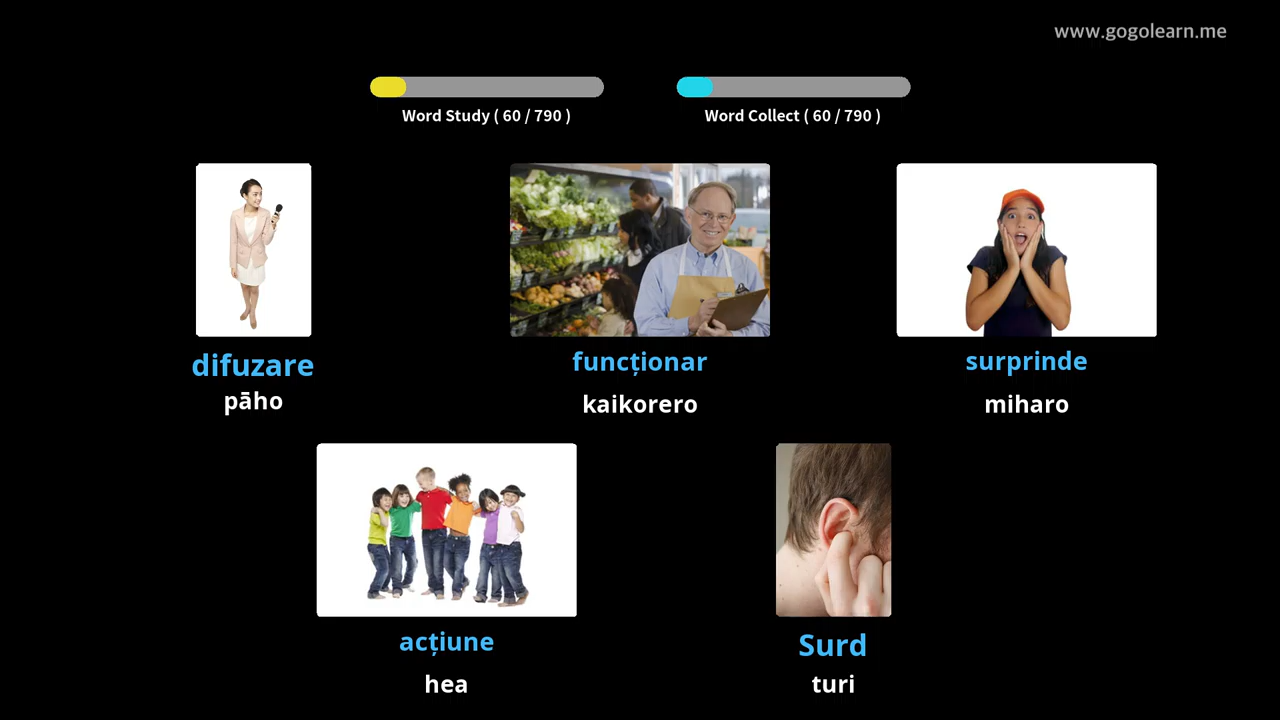 www.gogolearn.me
Word Study ( 60 / 790 )
Word Collect ( 60 / 790 )
difuzare
pāho
funcționar
kaikorero
surprinde
miharo
acțiune
hea
Surd
turi